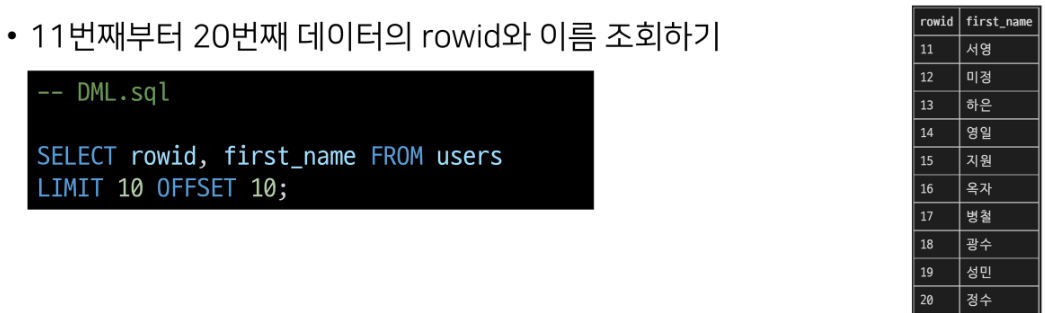 • 11번째부터 20번째 데이터의 rowid와 이름 조회하기
-- DML.sql
SELECT rowid, first_name FROM users
LIMIT 10 OFFSET 10;
rowid first_name
11 서영
12 미정
13 하은
14 영일
15 지원
16 옥자
17 병철
18 광수
19 성민
20 정수